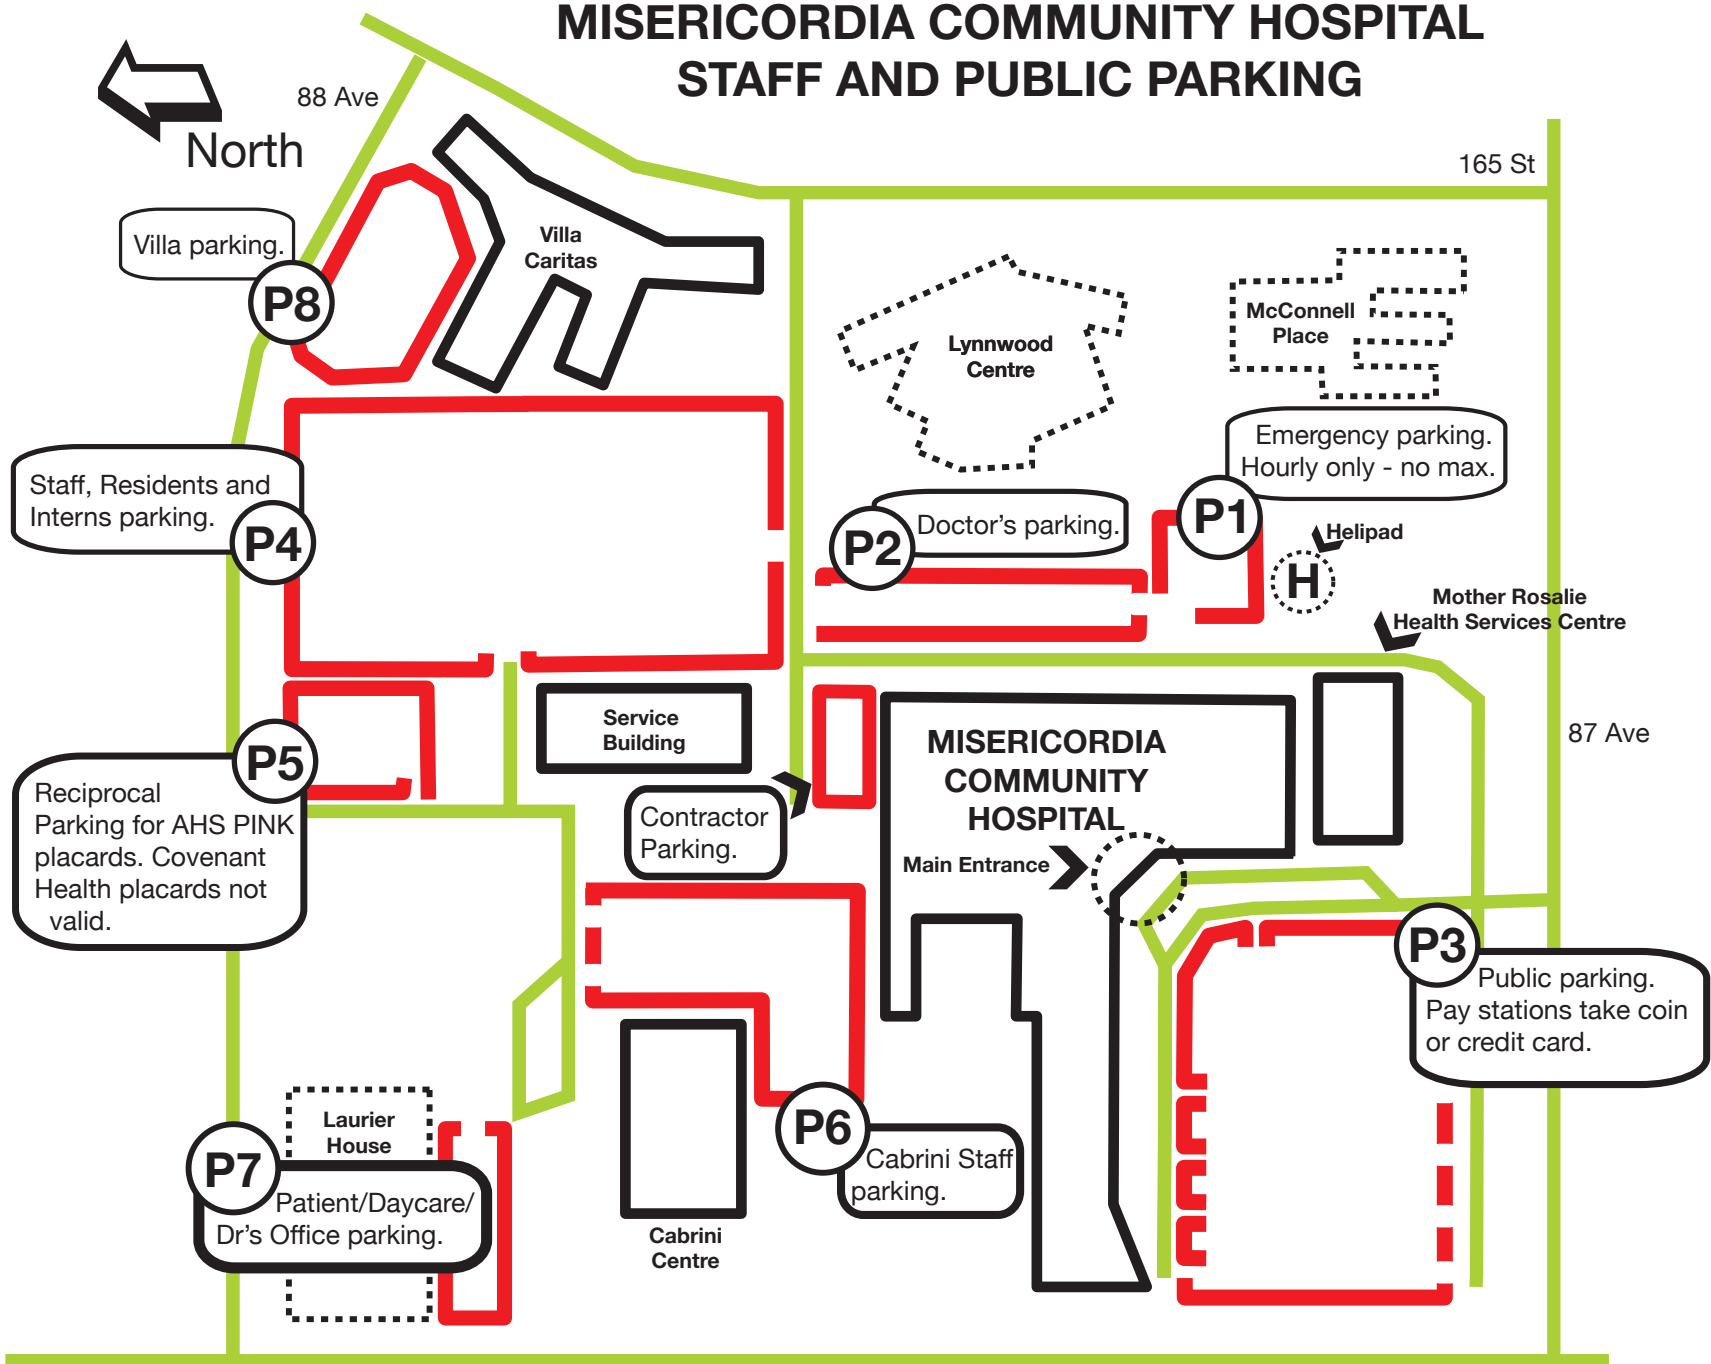 MISERICORDIA COMMUNITY HOSPITAL
STAFF AND PUBLIC PARKING
North
88 Ave
165 St
Villa parking.
P8
Villa
Caritas
Lynnwood
Centre
McConnell
Place
Emergency parking.
Hourly only - no max.
P1
Staff, Residents and
Interns parking.
P4
P2
Doctor's parking.
Helipad
H
Mother Rosalie
Health Services Centre
Service
Building
87 Ave
P5
Reciprocal
Parking for AHS PINK
placards. Covenant
Health placards not
valid.
Contractor
Parking.
MISERICORDIA
COMMUNITY
HOSPITAL
Main Entrance
P3
Public parking.
Pay stations take coin
or credit card.
Laurier
House
P7
Patient/Daycare/
Dr's Office parking.
P6
Cabrini Staff
parking.
Cabrini
Centre